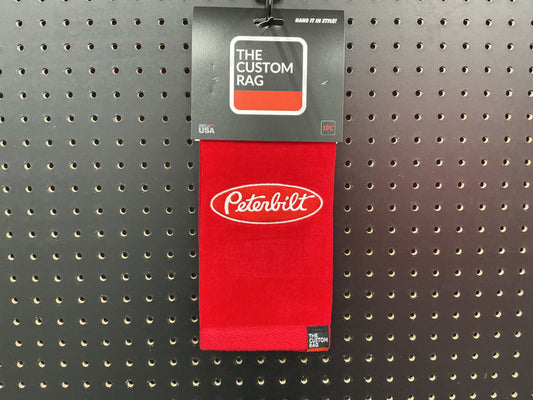 HANG IT IN STYLE!
THE
CUSTOM
RAG
USA
1PC
Peterbilt
THE
CUSTOM
RAG